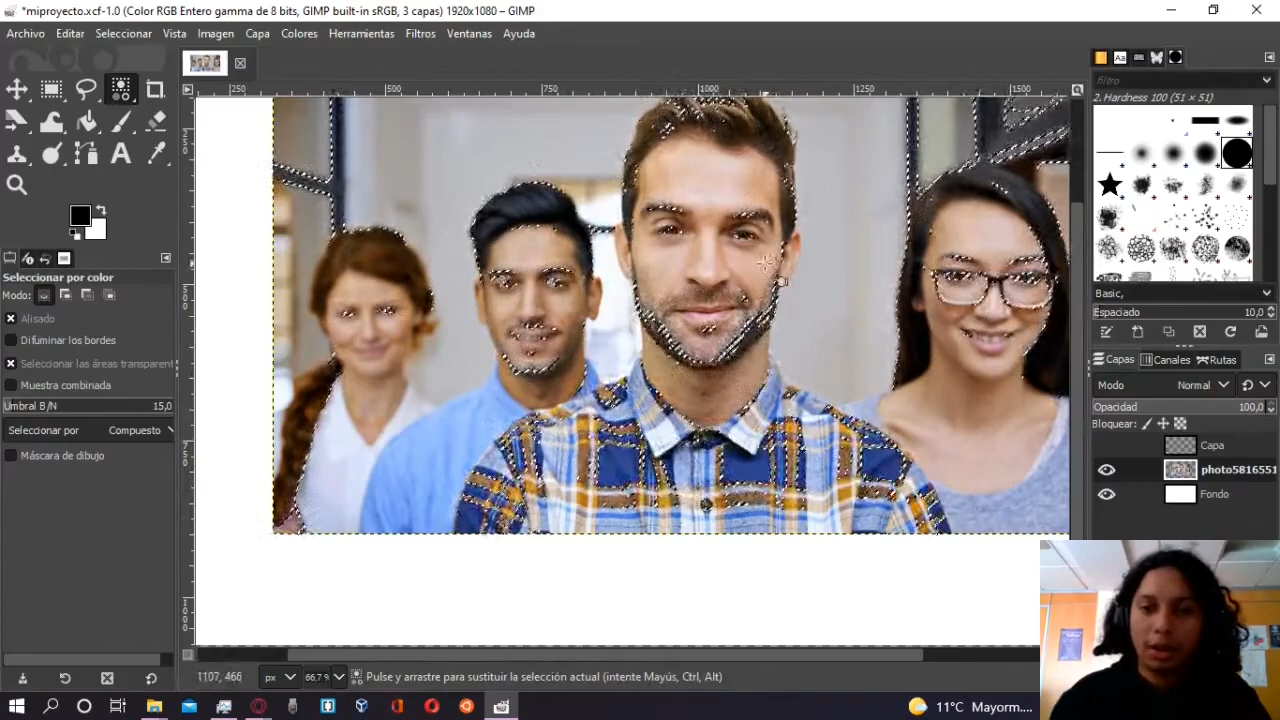 *miproyecto.xcf-1.0 (Color RGB Entero gamma de 8 bits, GIMP built-in sRGB, 3 capas) 1920x1080 – GIMP
Archivo Editar Seleccionar Vista Imagen Capa Colores Herramientas Filtros Ventanas Ayuda
filtro
250 500 750 1000 1250 1500
2. Hardness 100 (51 × 51)
Seleccionar por color
Modo:
Alisado
Difuminar los bordes
Seleccionar las áreas transparent
Muestra combinada
Umbral B/N 15,0
Seleccionar por Compuesto
Máscara de dibujo
250
500
750
1000
Basic,
Espaciado 10,0
Capas Canales Rutas
Modo Normal
Opacidad 100,0
Bloquear:
Capa
photo5816551
Fondo
1107, 466 px 66,7 % Pulse y arrastre para sustituir la selección actual (intente Mayús, Ctrl, Alt)
11°C Mayorm....